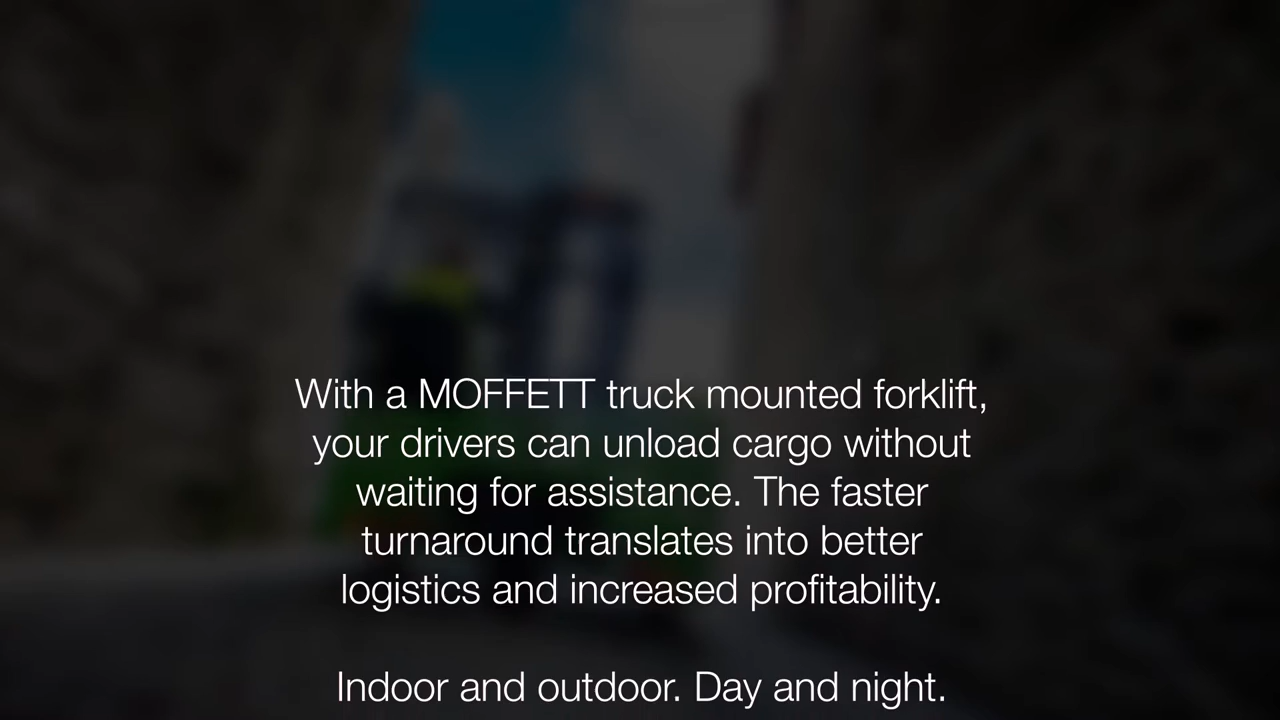 With a MOFFETT truck mounted forklift,
your drivers can unload cargo without
waiting for assistance. The faster
turnaround translates into better
logistics and increased profitability.
Indoor and outdoor. Day and night.